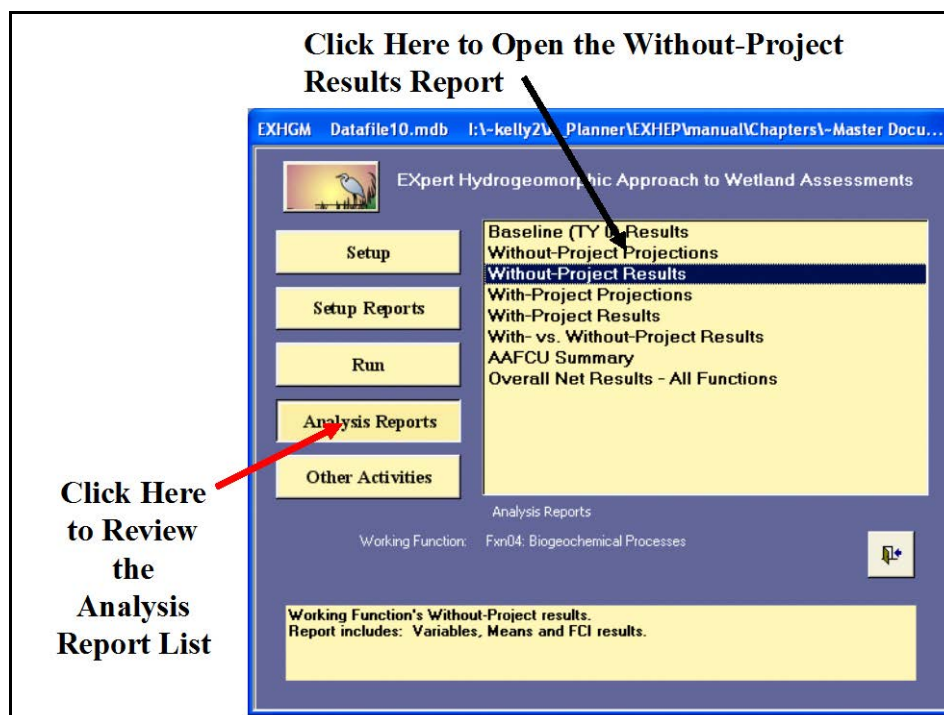 Click Here to Open the Without-Project
Results Report
EXHGM Datafile10.mdb I:\~kelly2\A_Planner\EXHEP\manual\Chapters\~Master Docu...
EXpert Hydrogeomorphic Approach to Wetland Assessments
Setup
Setup Reports
Run
Analysis Reports
Other Activities
Baseline (TY 0) Results
Without-Project Projections
Without-Project Results
With-Project Projections
With-Project Results
With- vs. Without-Project Results
AAFCU Summary
Overall Net Results - All Functions
Analysis Reports
Working Function: Fxn04: Biogeochemical Processes
Click Here
to Review
the
Analysis
Report List
Working Function's Without-Project results.
Report includes: Variables, Means and FCI results.